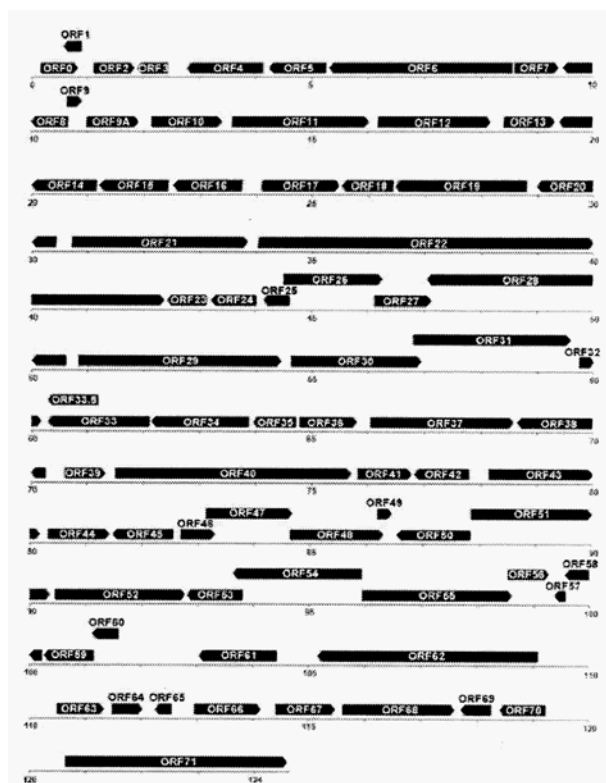 ORF1
ORF0 ORF2 ORF3 ORF4 ORF5 ORF6 ORF7
0 5 10
ORF9
ORF8 ORF9A ORF10 ORF11 ORF12 ORF13
10 15 20
ORF14 ORF15 ORF16 ORF17 ORF18 ORF19 ORF20
20 25 30
ORF21 ORF22
30 35 40
ORF26 ORF28
ORF23 ORF24 ORF25 ORF27
40 45 50
ORF31
ORF29 ORF30 ORF32
55 60
ORF33.5
ORF33 ORF34 ORF35 ORF36 ORF37 ORF38
60 65 70
ORF39 ORF40 ORF41 ORF42 ORF43
70 75 80
ORF47 ORF49 ORF51
ORF44 ORF45 ORF46 ORF48 ORF50
80 85 90
ORF54 ORF56 ORF58
ORF52 ORF53 ORF55 ORF57
90 95 100
ORF60
ORF59 ORF61 ORF62
100 105 110
ORF64 ORF65 ORF69
ORF63 ORF66 ORF67 ORF68 ORF70
110 115 120
ORF71
120 124